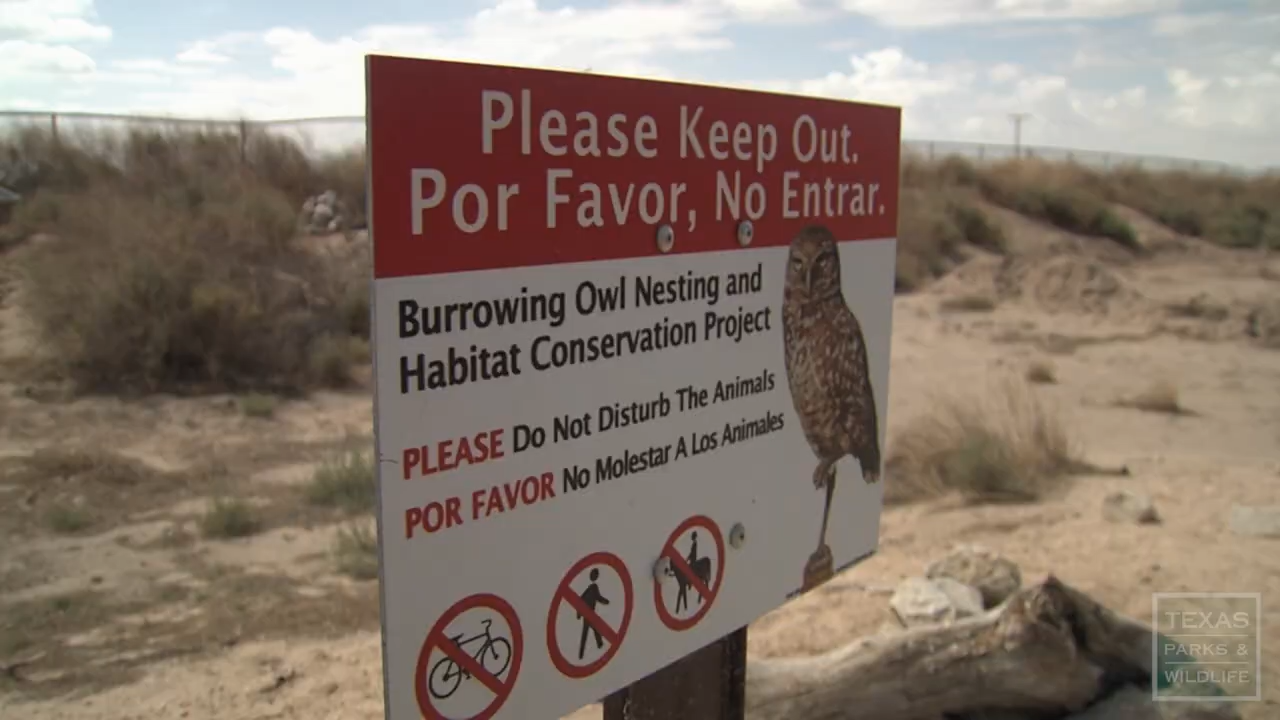 Please Keep Out.
Por Favor, No Entrar.
Burrowing Owl Nesting and
Habitat Conservation Project
PLEASE Do Not Disturb The Animals
POR FAVOR No Molestar A Los Animales
TEXAS
PARKS &
WILDLIFE